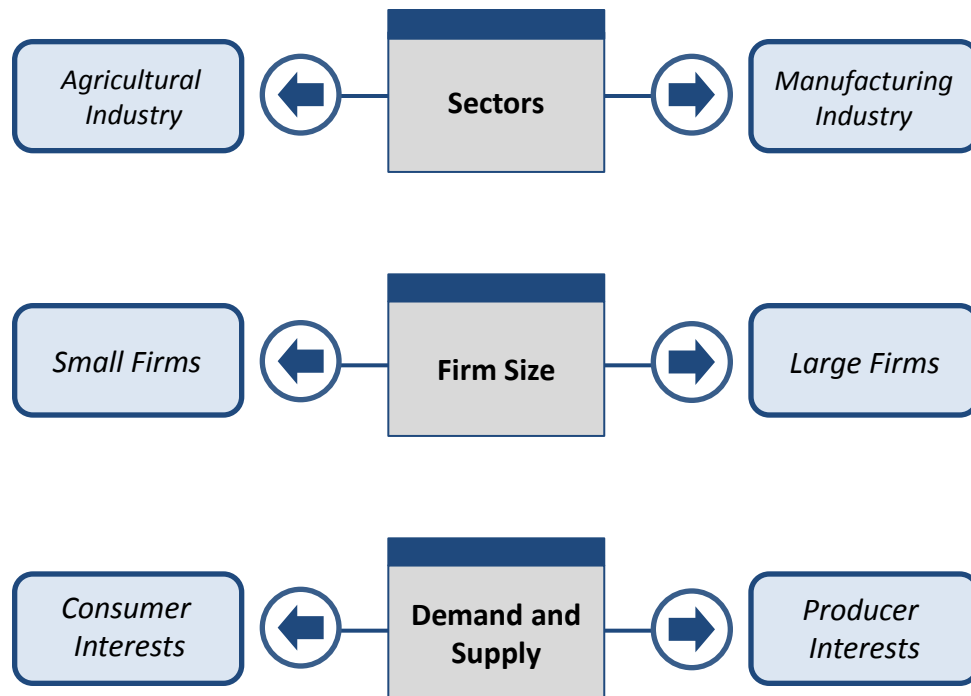 Agricultural
Industry
Sectors
Manufacturing
Industry
Small Firms
Firm Size
Large Firms
Consumer
Interests
Demand and
Supply
Producer
Interests